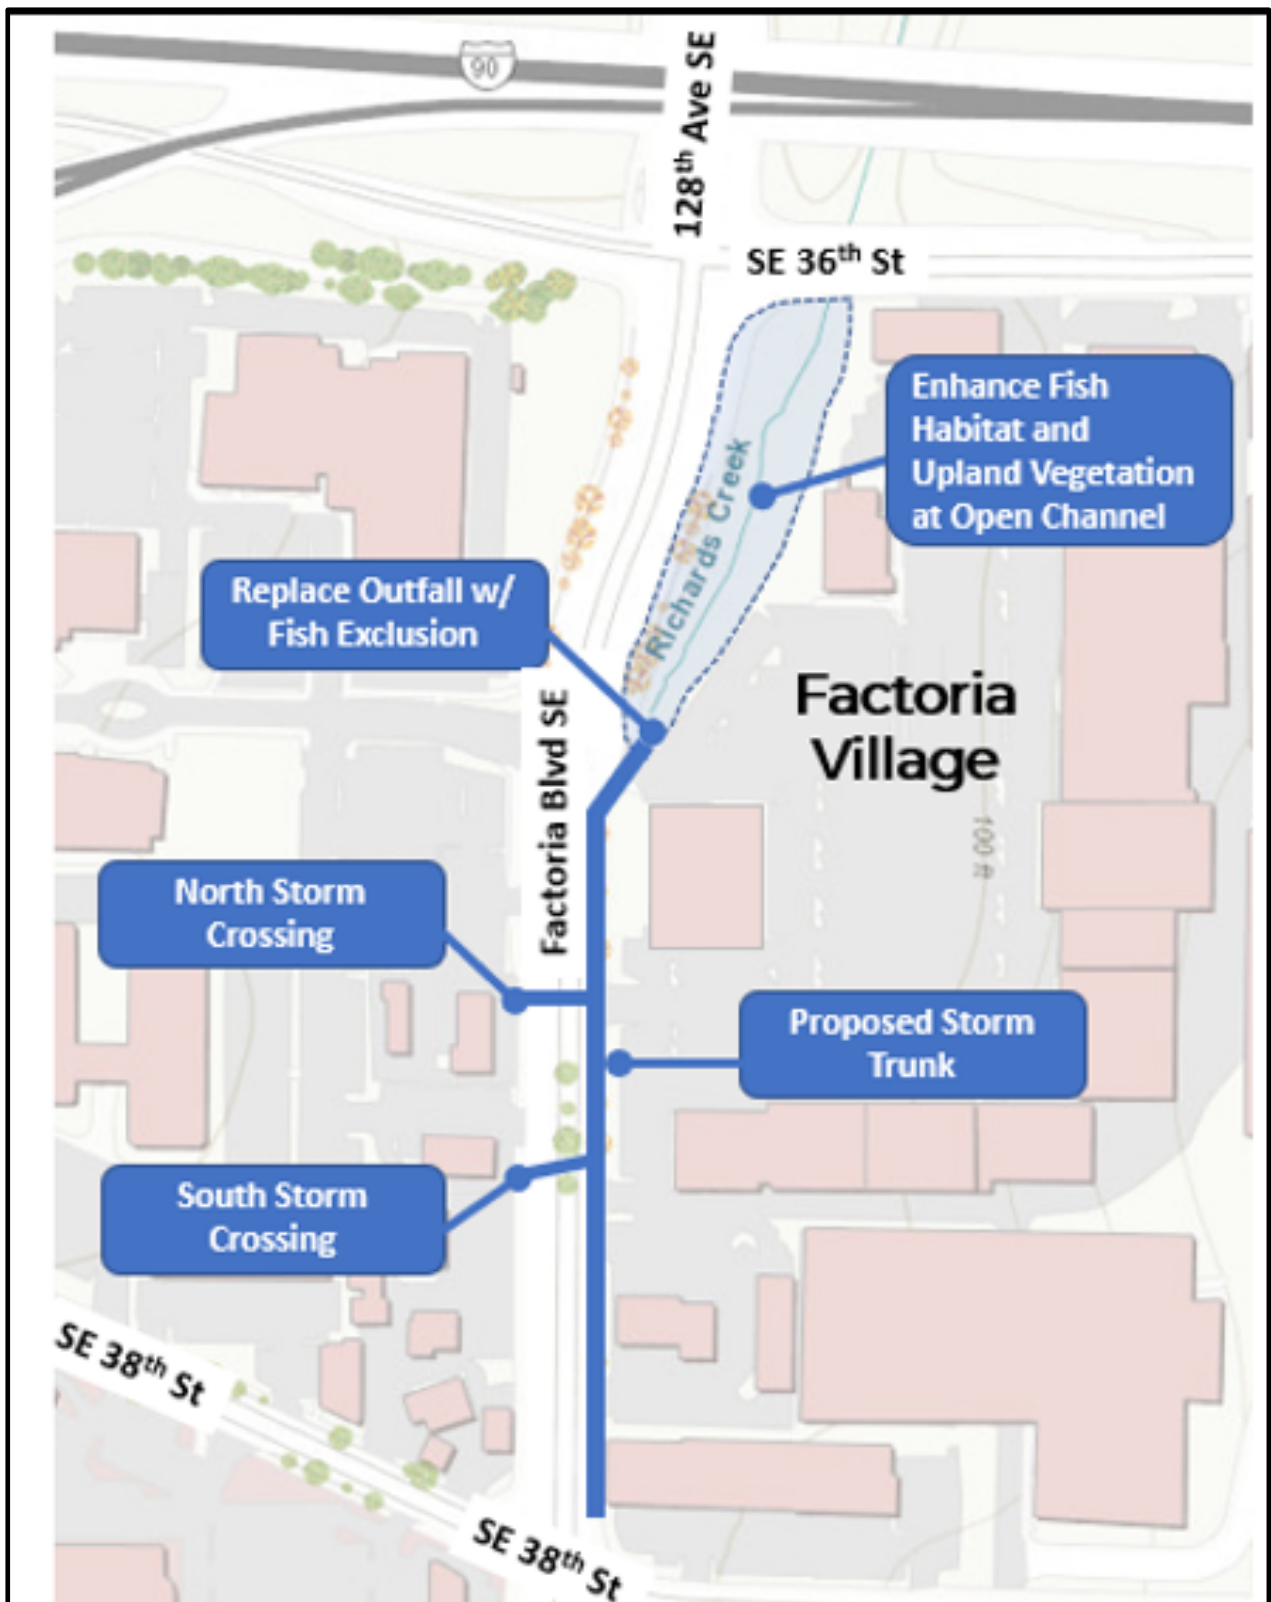 90
128th Ave SE
SE 36th St
Enhance Fish
Habitat and
Upland Vegetation
at Open Channel
Richards Creek
Replace Outfall w/
Fish Exclusion
Factoria
Village
Factoria Blvd SE
100 ft
North Storm
Crossing
Proposed Storm
Trunk
South Storm
Crossing
SE 38th St
SE 38th St